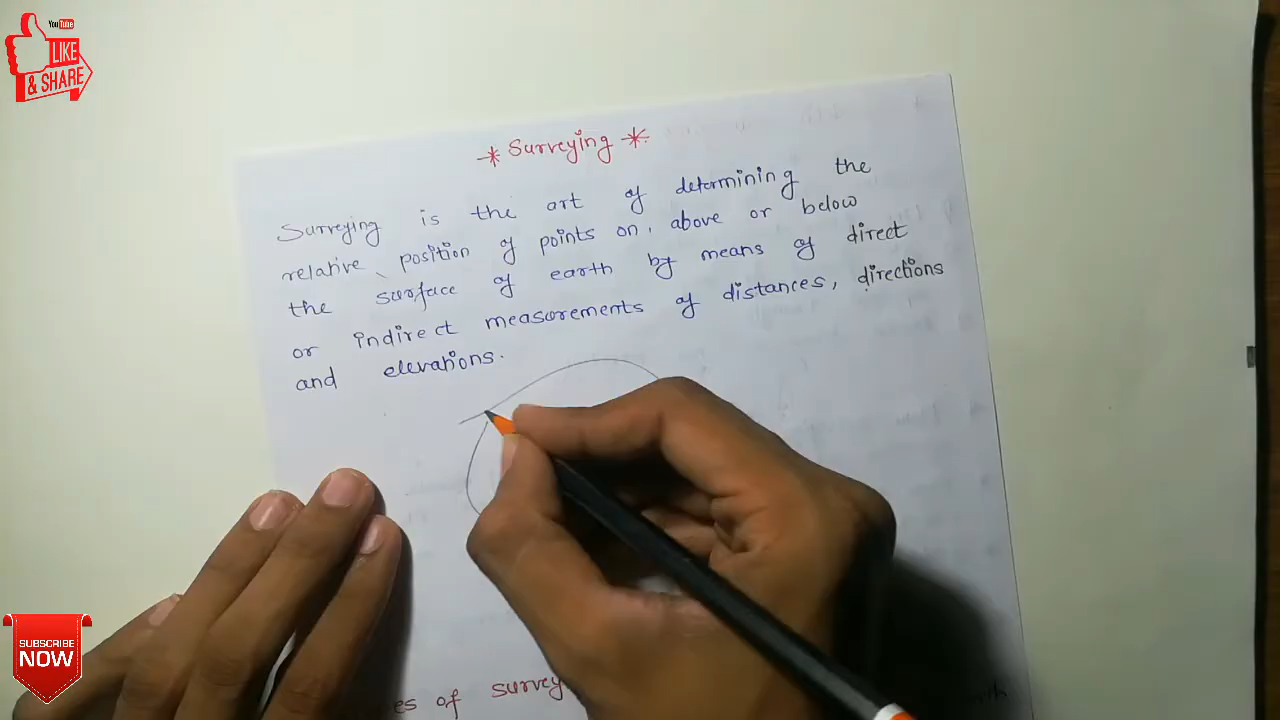 YouTube
LIKE
& SHARE
* Surveying *
Surveying is the art of determining the
relative position of points on, above or below
the surface of earth by means of direct
or indirect measurements of distances, directions
and elevations.
SUBSCRIBE
NOW
es of survey